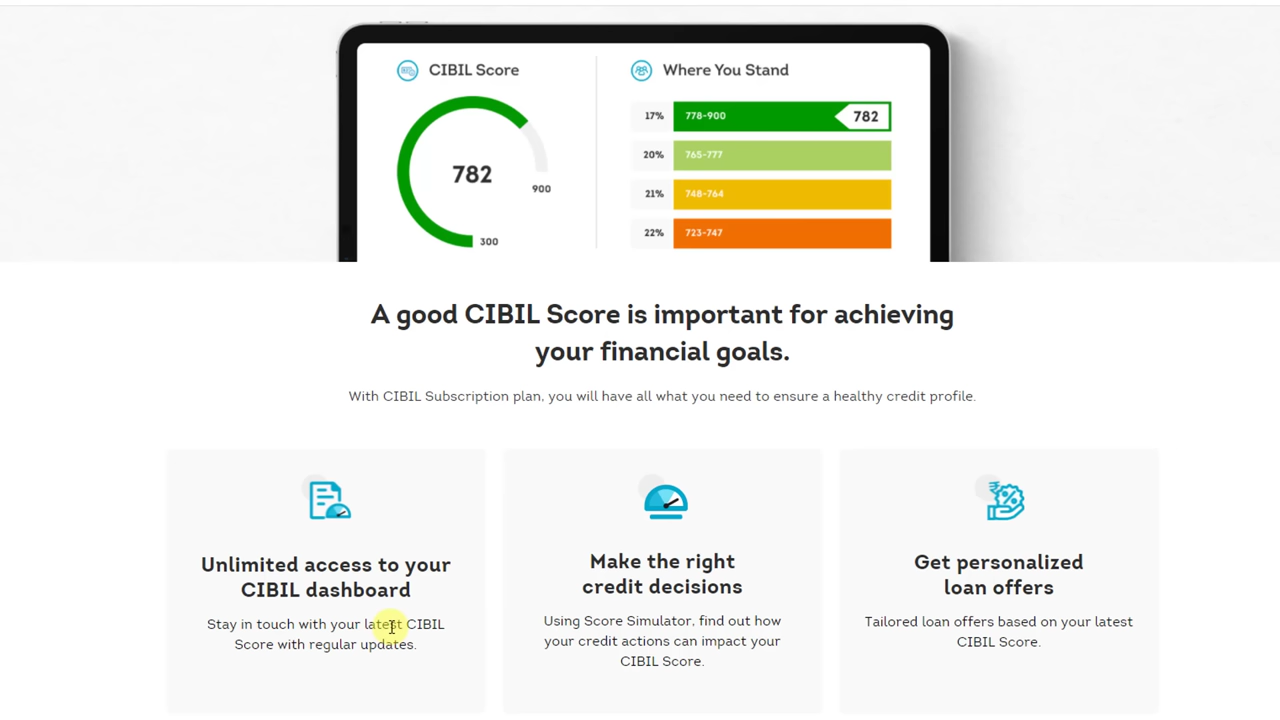 CIBIL Score
782
900
300
Where You Stand
17% 778-900 782
20% 765-777
21% 748-764
22% 723-747
A good CIBIL Score is important for achieving
your financial goals.
With CIBIL Subscription plan, you will have all what you need to ensure a healthy credit profile.
Unlimited access to your
CIBIL dashboard
Stay in touch with your latest CIBIL
Score with regular updates.
Make the right
credit decisions
Using Score Simulator, find out how
your credit actions can impact your
CIBIL Score.
Get personalized
loan offers
Tailored loan offers based on your latest
CIBIL Score.